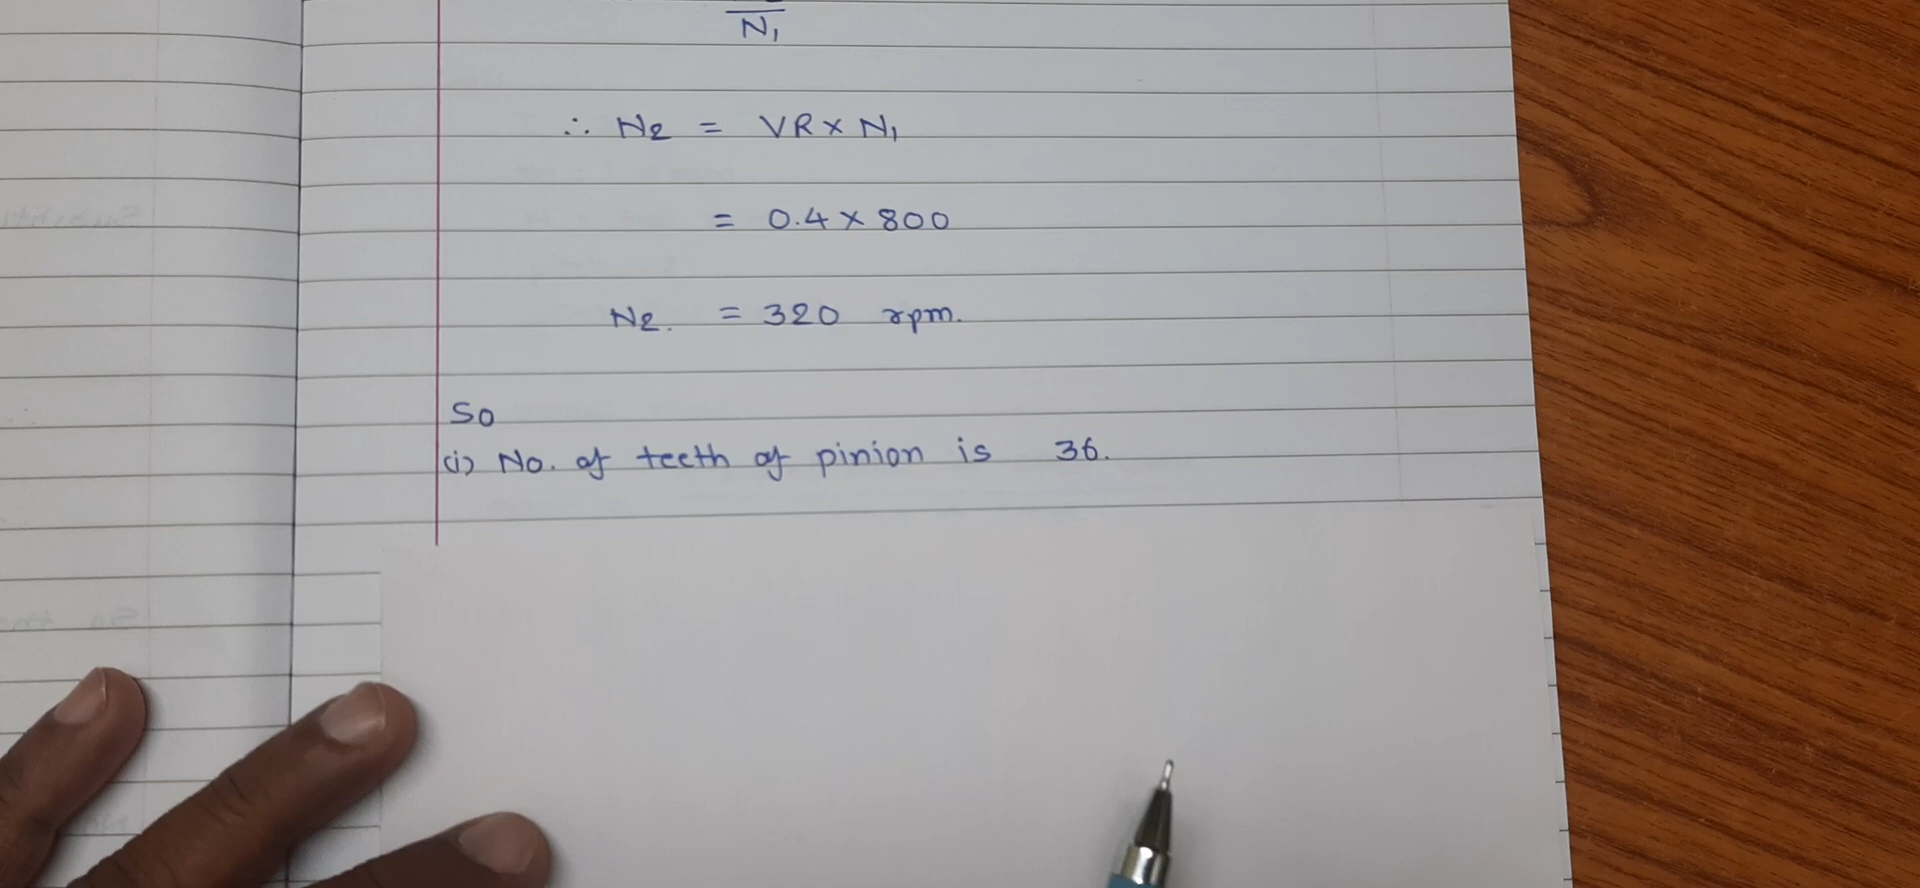 N₁
∴ N₂ = VR × N₁
= 0.4 × 800
N₂. = 320 rpm.
So
(i) No. of teeth of pinion is 36.